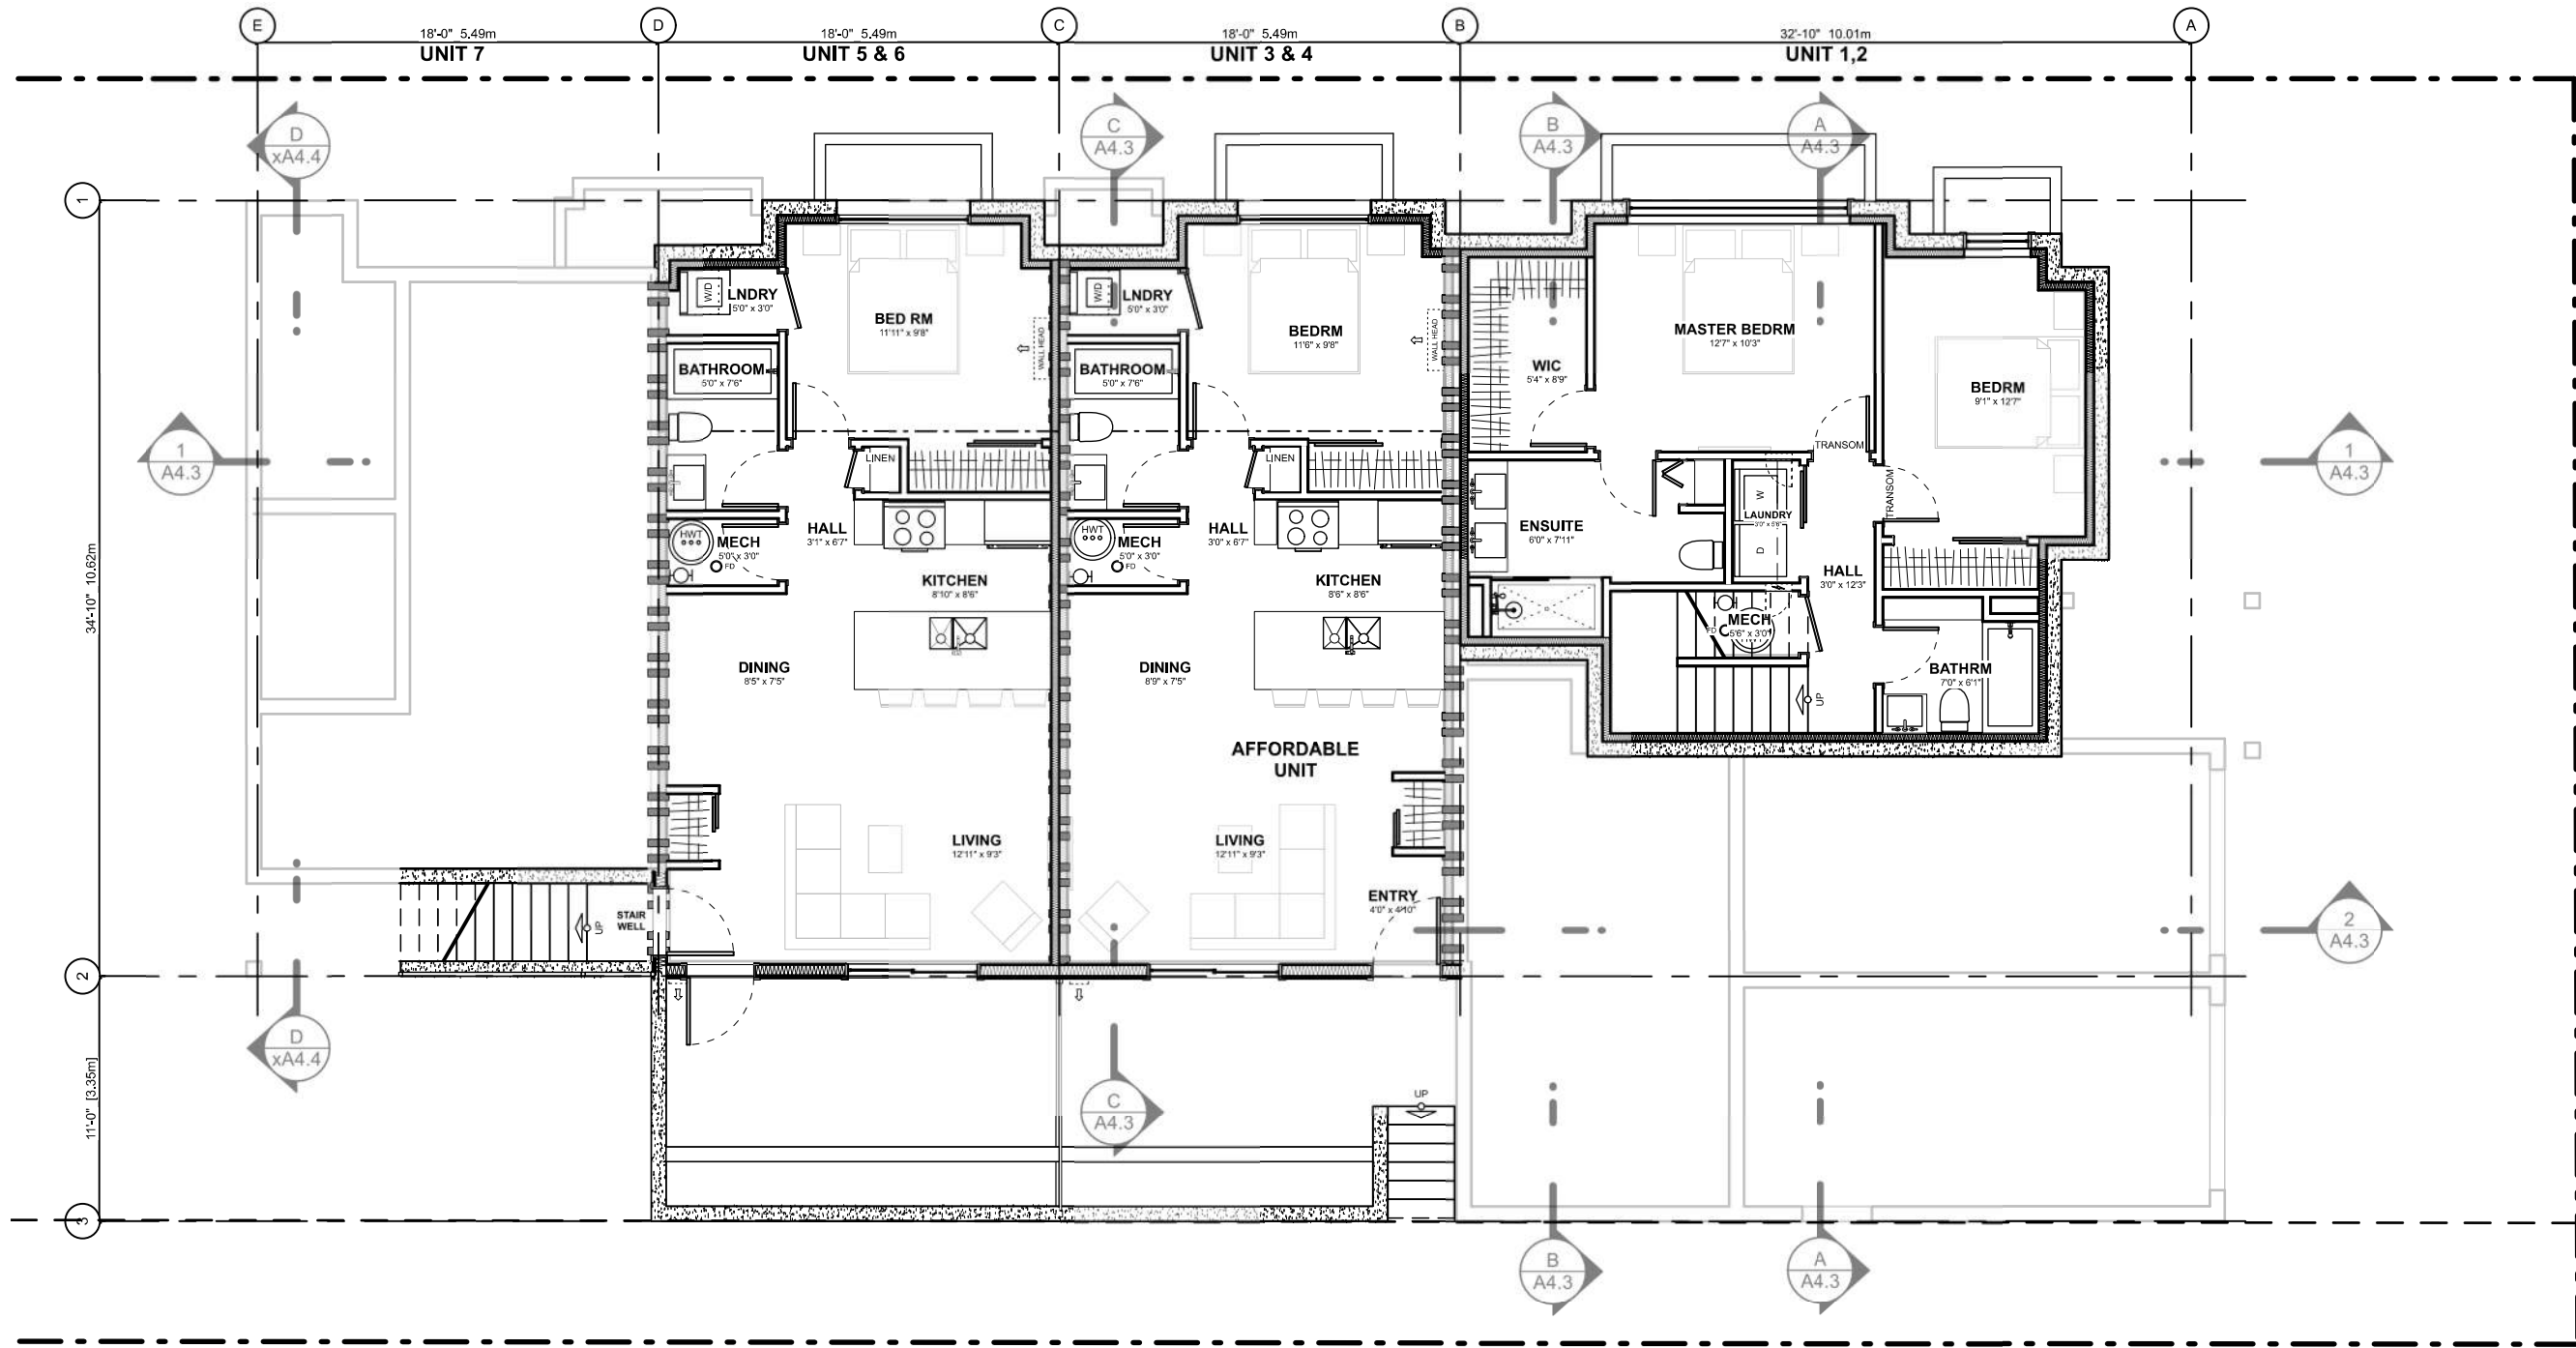 E
D
C
B
A
18'-0" 5.49m
18'-0" 5.49m
18'-0" 5.49m
32'-10" 10.01m
UNIT 7
UNIT 5 & 6
UNIT 3 & 4
UNIT 1,2
D
xA4.4
C
A4.3
B
A4.3
A
A4.3
1
W/D
LNDRY
5'0" x 3'0"
BED RM
11'11" x 9'8"
WALL HEAD
W/D
LNDRY
5'0" x 3'0"
BEDRM
11'6" x 9'8"
WALL HEAD
MASTER BEDRM
12'7" x 10'3"
WIC
5'4" x 8'9"
BEDRM
9'1" x 12'7"
BATHROOM
5'0" x 7'6"
BATHROOM
5'0" x 7'6"
1
A4.3
LINEN
LINEN
TRANSOM
TRANSOM
1
A4.3
HWT
MECH
5'0" x 3'0"
FD
HALL
3'1" x 6'7"
HWT
MECH
5'0" x 3'0"
FD
HALL
3'0" x 6'7"
ENSUITE
6'0" x 7'11"
W
LAUNDRY
3'0" x 5'8"
D
HALL
3'0" x 12'3"
34'-10" 10.62m
KITCHEN
8'10" x 8'6"
KITCHEN
8'6" x 8'6"
MECH
5'6" x 3'0"
FD
DINING
8'5" x 7'5"
DINING
8'9" x 7'5"
BATHRM
7'0" x 6'1"
UP
AFFORDABLE
UNIT
LIVING
12'11" x 9'3"
LIVING
12'11" x 9'3"
ENTRY
4'0" x 4'10"
STAIR
WELL
UP
2
A4.3
2
D
xA4.4
11'-0" [3.35m]
C
A4.3
UP
3
B
A4.3
A
A4.3